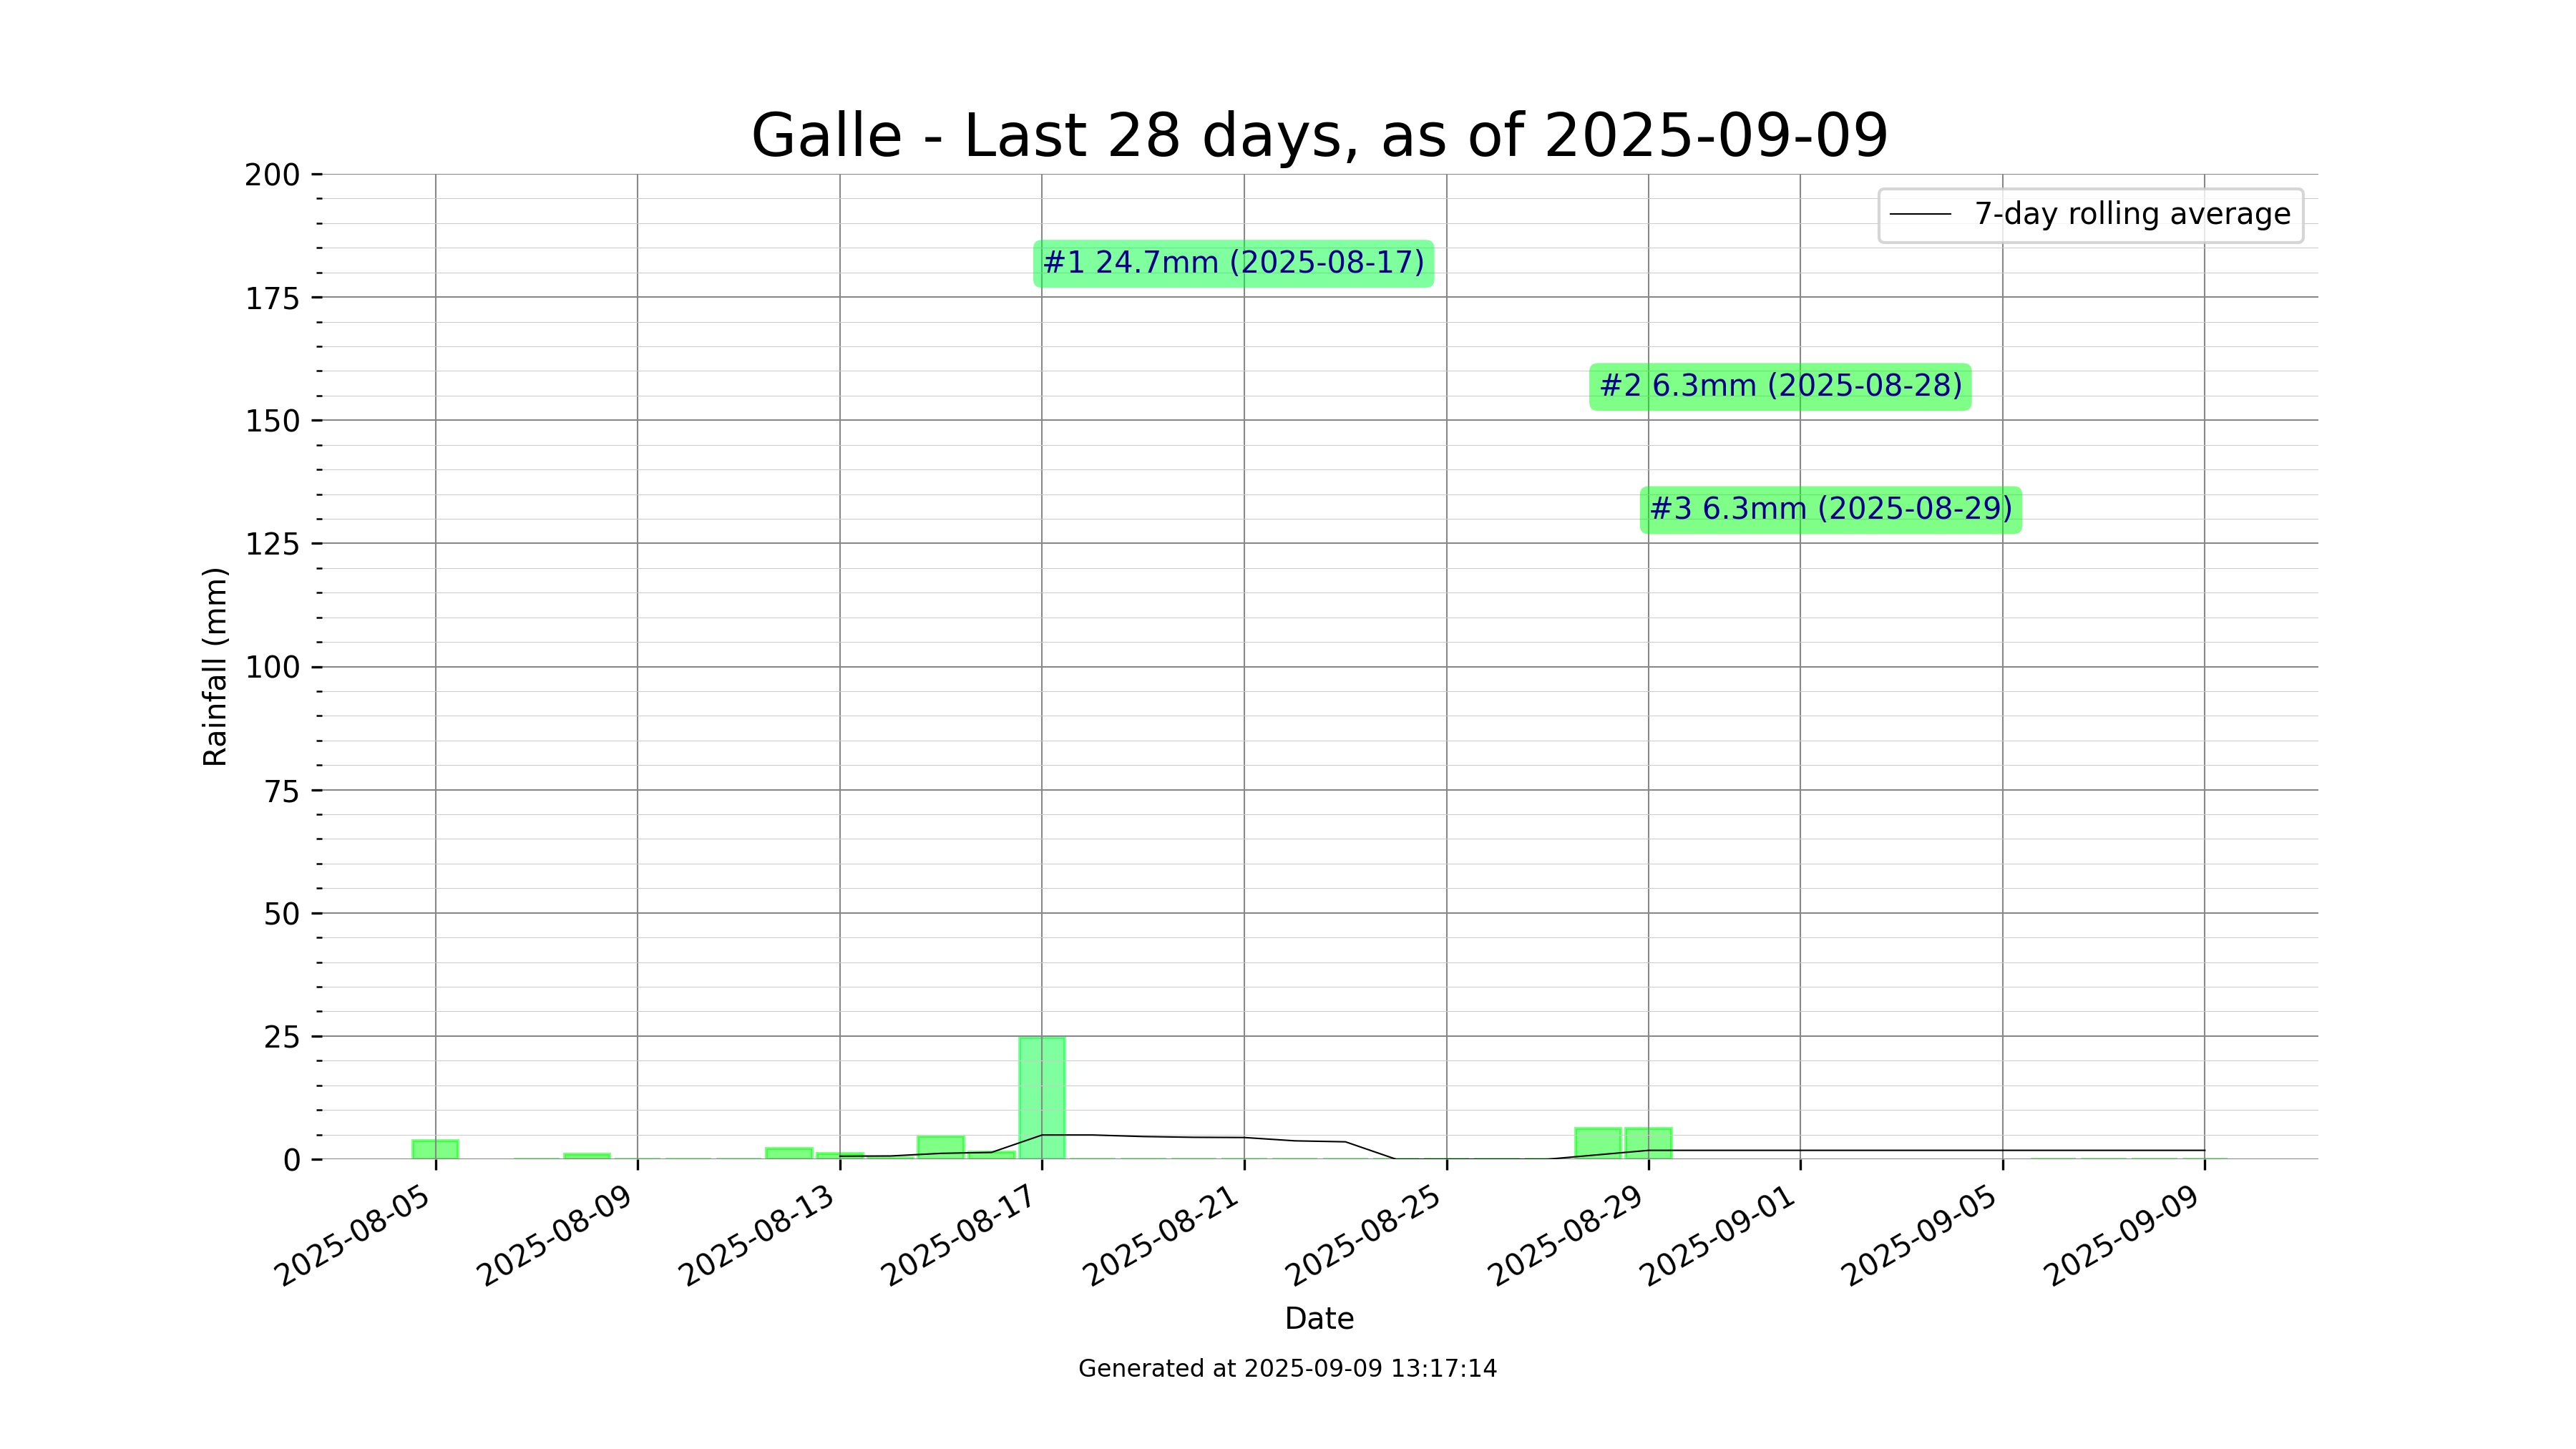 Galle - Last 28 days, as of 2025-09-09
200
175
150
125
100
75
50
25
0
Rainfall (mm)
7-day rolling average
#1 24.7mm (2025-08-17)
#2 6.3mm (2025-08-28)
#3 6.3mm (2025-08-29)
2025-08-05
2025-08-09
2025-08-13
2025-08-17
2025-08-21
2025-08-25
2025-08-29
2025-09-01
2025-09-05
2025-09-09
Date
Generated at 2025-09-09 13:17:14